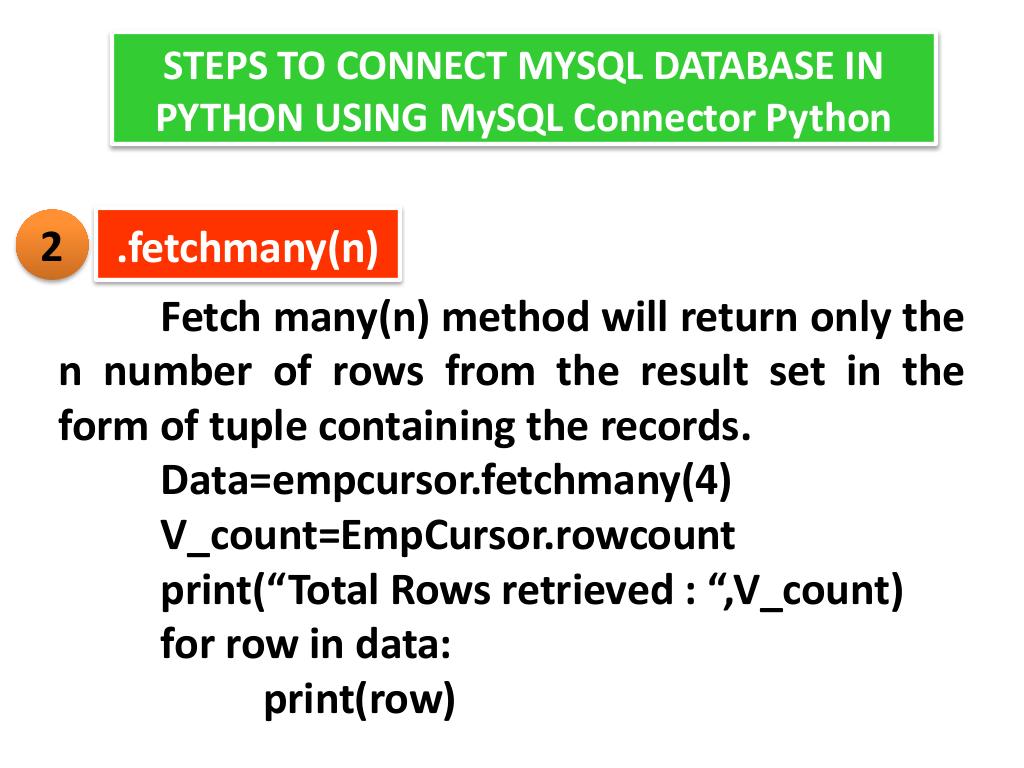 STEPS TO CONNECT MYSQL DATABASE IN
PYTHON USING MySQL Connector Python
2 .fetchmany(n)
Fetch many(n) method will return only the
n number of rows from the result set in the
form of tuple containing the records.
Data=empcursor.fetchmany(4)
V_count=EmpCursor.rowcount
print(“Total Rows retrieved : “,V_count)
for row in data:
print(row)